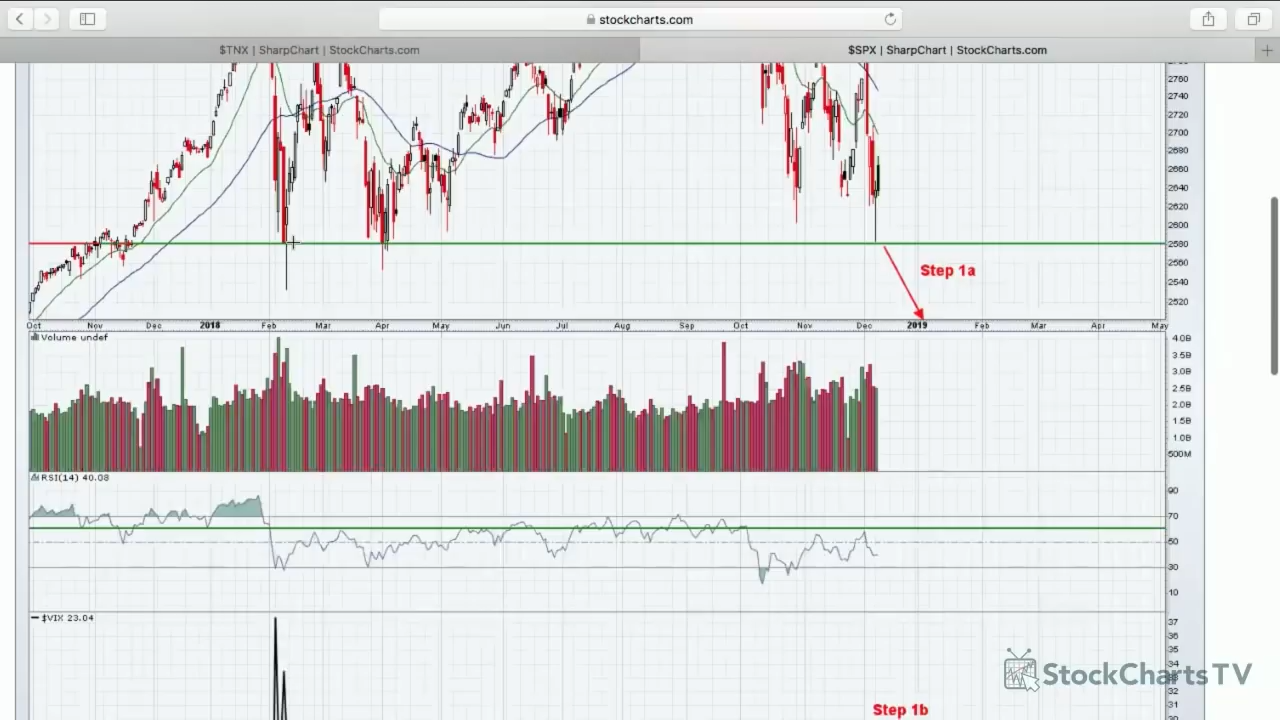 stockcharts.com
$TNX | SharpChart | StockCharts.com
$SPX | SharpChart | StockCharts.com
2760
2740
2720
2700
2680
2660
2640
2620
2600
2580
2560
2540
2520
Step 1a
Oct Nov Dec 2018 Feb Mar Apr May Jun Jul Aug Sep Oct Nov Dec 2019 Feb Mar Apr May
Volume undef
4.0B
3.5B
3.0B
2.5B
2.0B
1.5B
1.0B
500M
RSI(14) 40.08
90
70
50
30
10
$VIX 23.04
37
36
35
34
33
32
31
StockChartsTV
Step 1b